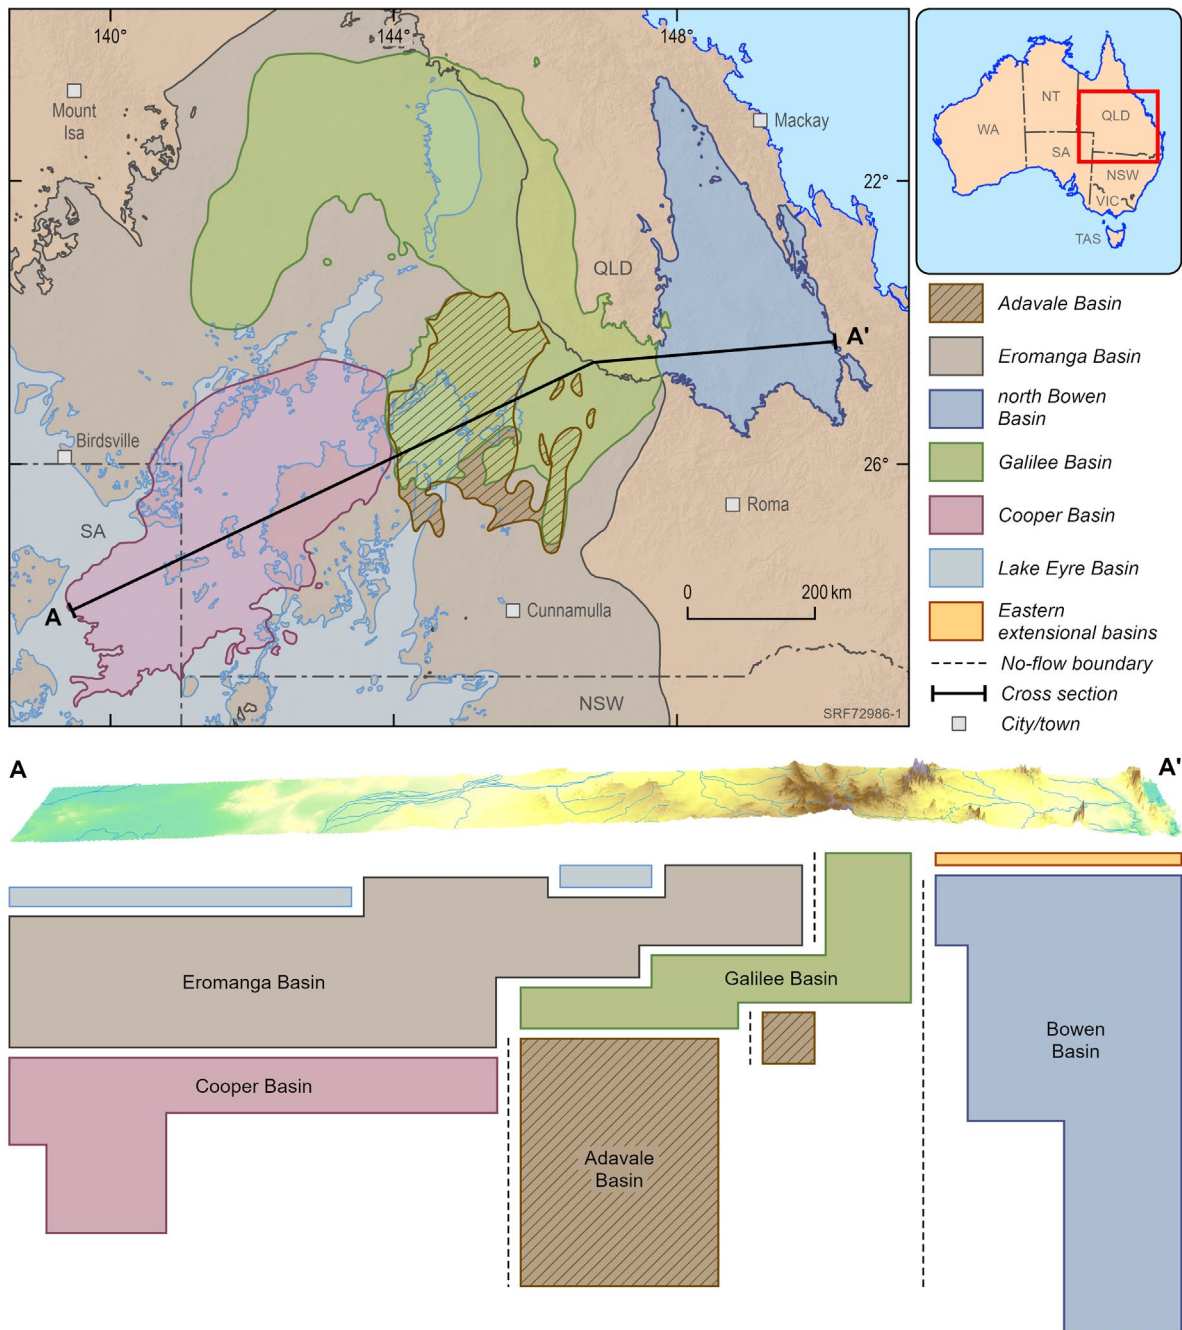 140°
144°
148°
Mount
Isa
Mackay
22°
QLD
A'
Birdsville
26°
SA
Roma
0
200 km
A
Cunnamulla
NSW
SRF72986-1
NT
QLD
WA
SA
NSW
VIC
TAS
Adavale Basin
Eromanga Basin
north Bowen
Basin
Galilee Basin
Cooper Basin
Lake Eyre Basin
Eastern
extensional basins
No-flow boundary
Cross section
City/town
A
A'
Eromanga Basin
Galilee Basin
Bowen
Basin
Cooper Basin
Adavale
Basin